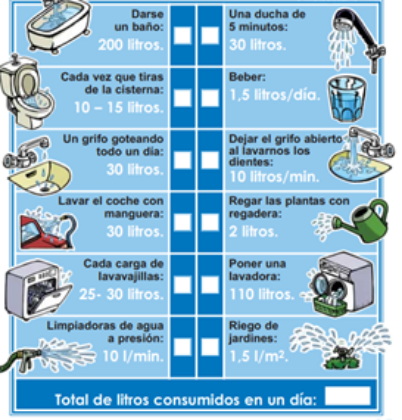 Darse
un baño:
200 litros.
Una ducha de
5 minutos:
30 litros.
Cada vez que tiras
de la cisterna:
10 – 15 litros.
Beber:
1,5 litros/día.
Un grifo goteando
todo un día:
30 litros.
Dejar el grifo abierto
al lavarnos los
dientes:
10 litros/min.
Lavar el coche con
manguera:
30 litros.
Regar las plantas con
regadera:
2 litros.
Cada carga de
lavavajillas:
25- 30 litros.
Poner una
lavadora:
110 litros.
Limpiadoras de agua
a presión:
10 l/min.
Riego de
jardines:
1,5 l/m².
Total de litros consumidos en un día: